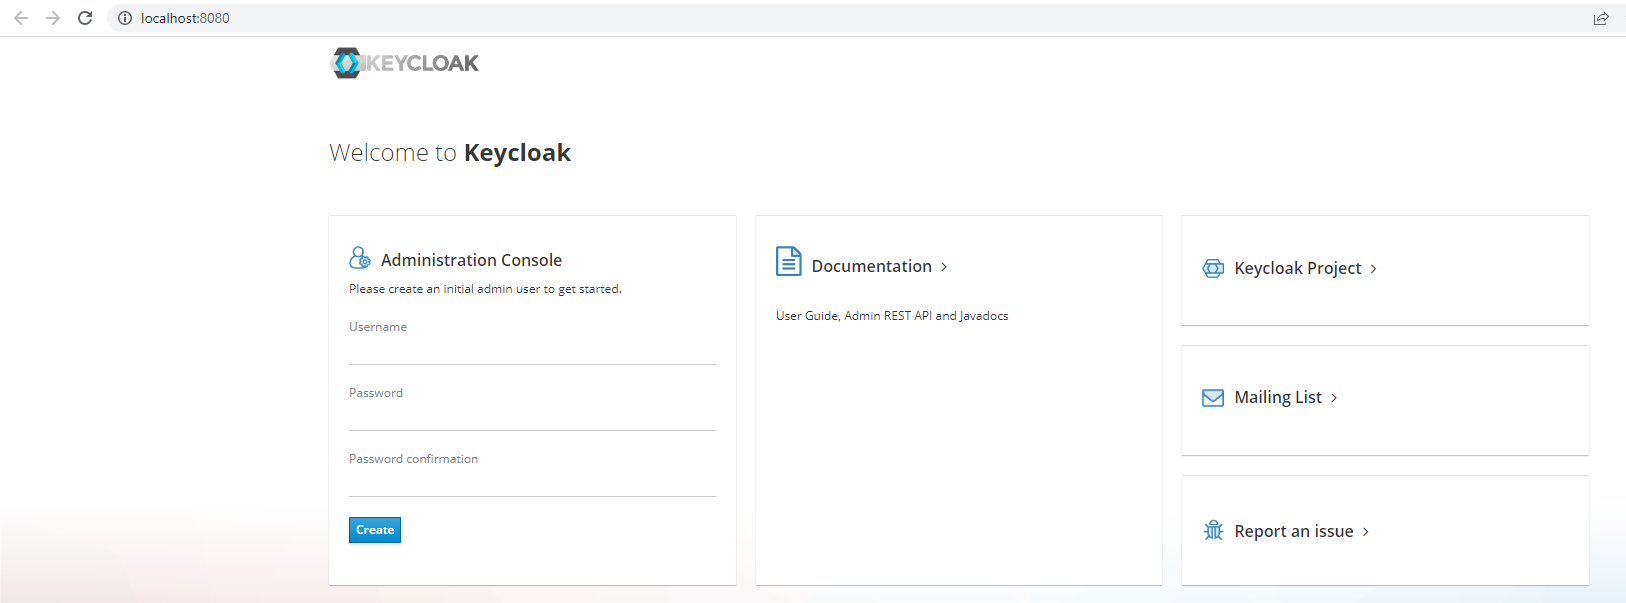 localhost:8080
KEYCLOAK
Welcome to Keycloak
Administration Console
Please create an initial admin user to get started.
Username
Password
Password confirmation
Create
Documentation
User Guide, Admin REST API and Javadocs
Keycloak Project
Mailing List
Report an issue